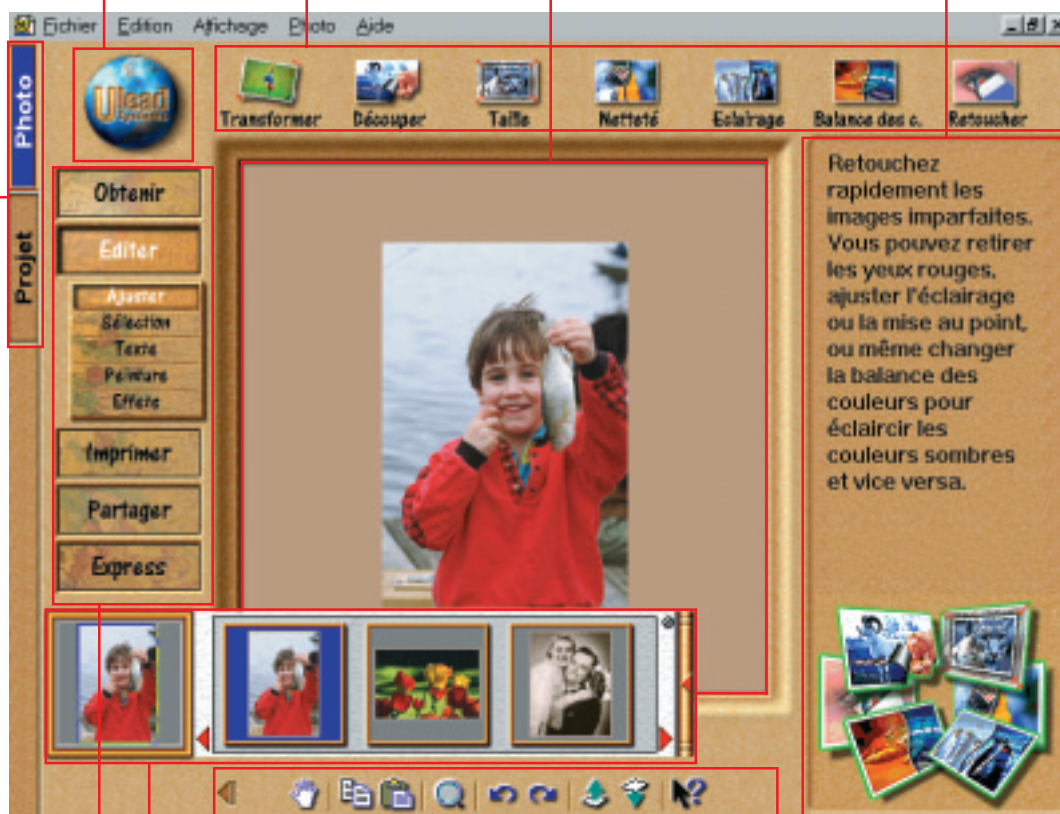 Fichier Edition Affichage Photo Aide
Photo
Projet
Ulead
Systems
Transformer Découper Taille Netteté Eclairage Balance des c. Retoucher
Obtenir
Editer
Ajuster
Sélection
Texte
Peinture
Effets
Imprimer
Partager
Express
Retouchez
rapidement les
images imparfaites.
Vous pouvez retirer
les yeux rouges,
ajuster l'éclairage
ou la mise au point,
ou même changer
la balance des
couleurs pour
éclaircir les
couleurs sombres
et vice versa.